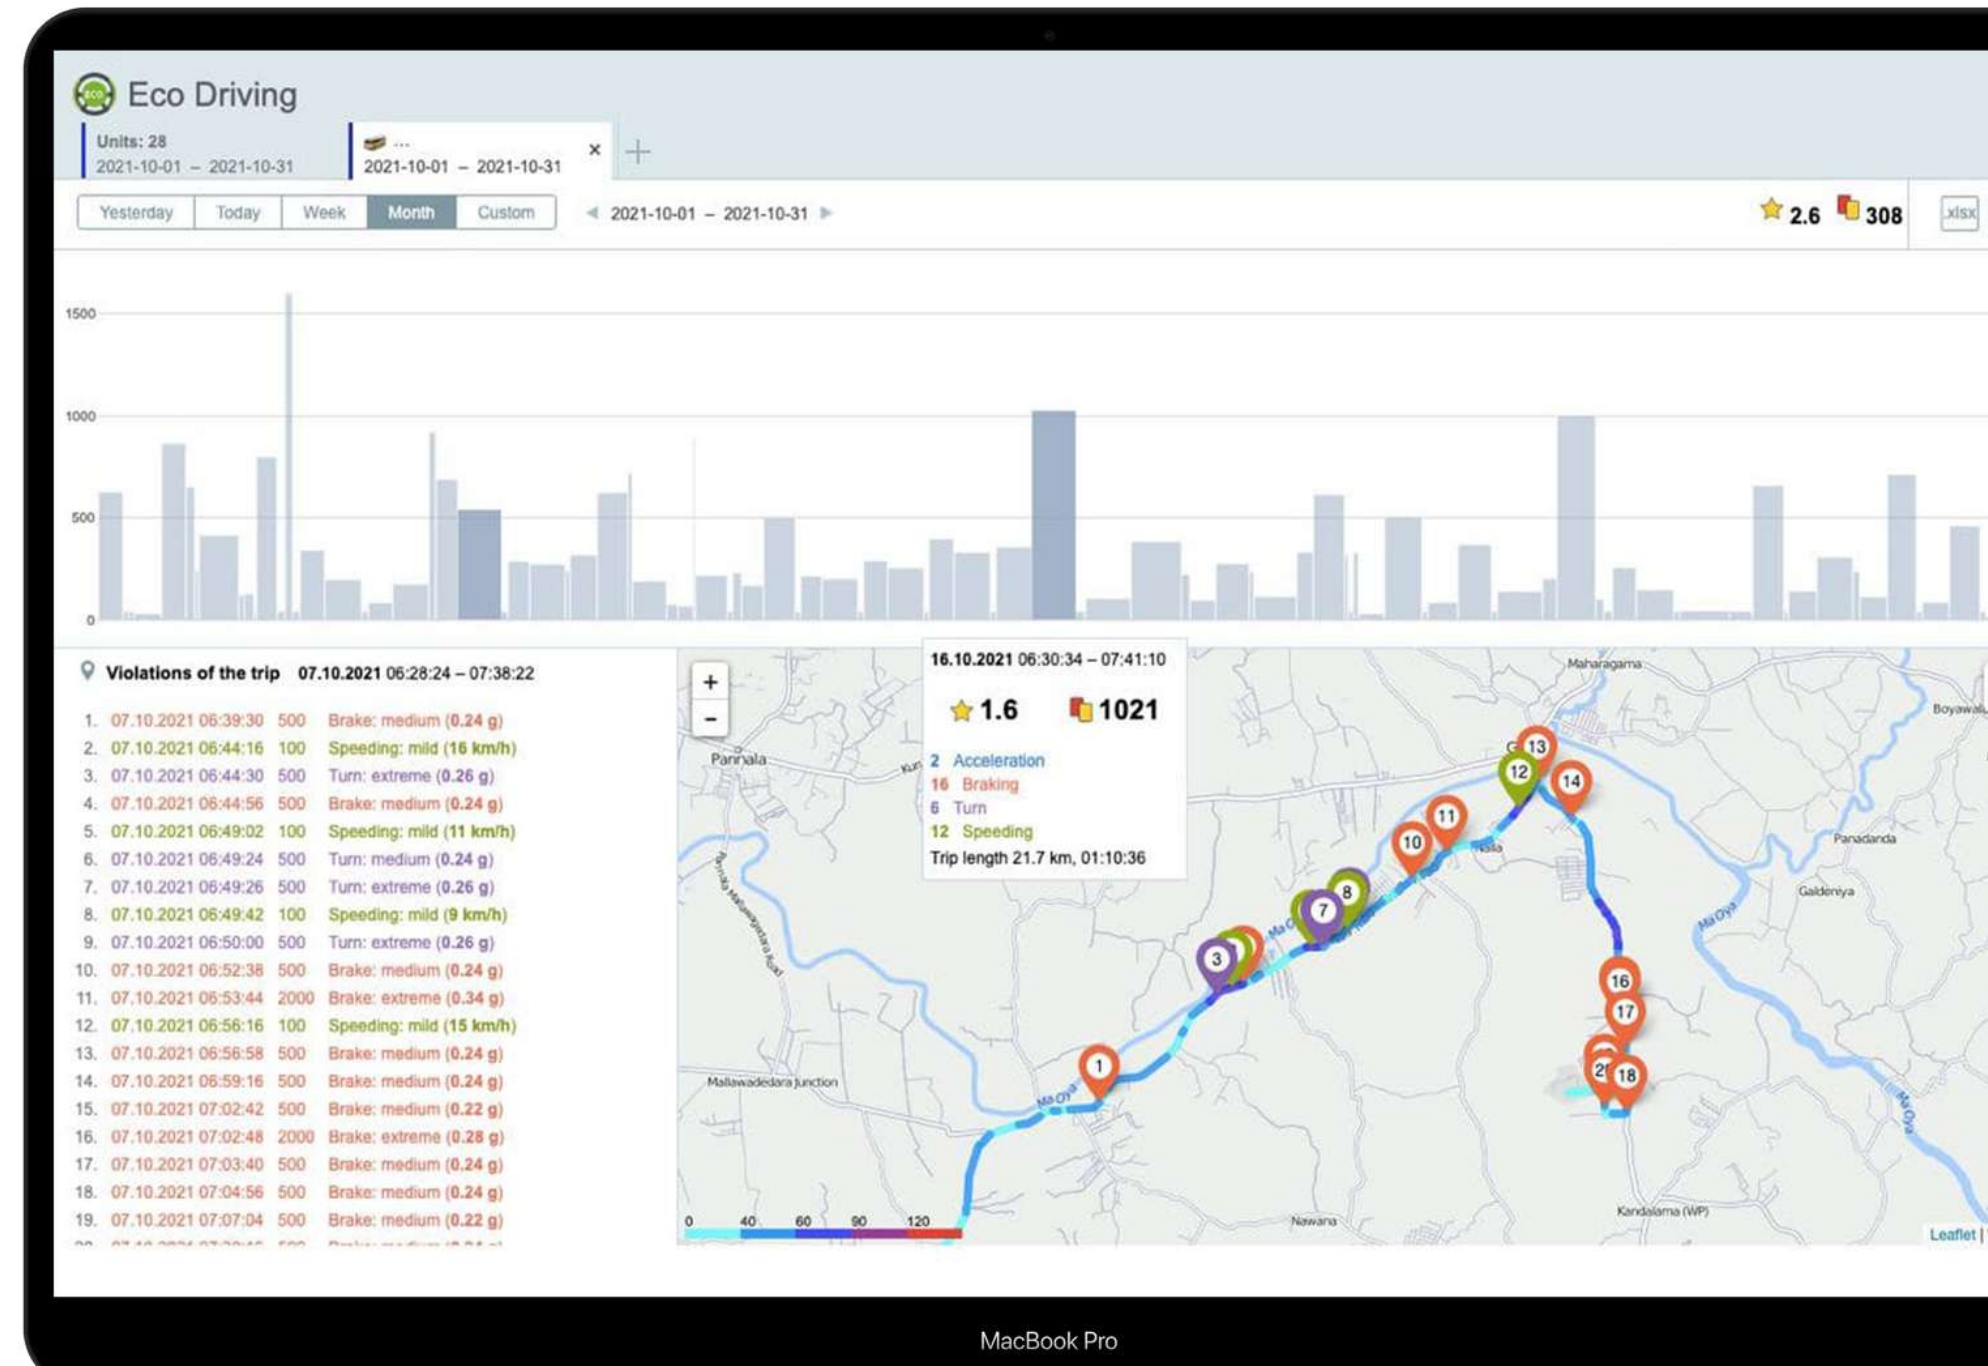 Eco Driving
Units: 28
2021-10-01 – 2021-10-31
...
2021-10-01 – 2021-10-31
Yesterday Today Week Month Custom
2021-10-01 – 2021-10-31
2.6 308
xlsx
1500
1000
500
0
Violations of the trip 07.10.2021 06:28:24 – 07:38:22
1. 07.10.2021 06:39:30 500 Brake: medium (0.24 g)
2. 07.10.2021 06:44:16 100 Speeding: mild (16 km/h)
3. 07.10.2021 06:44:30 500 Turn: extreme (0.26 g)
4. 07.10.2021 06:44:56 500 Brake: medium (0.24 g)
5. 07.10.2021 06:49:02 100 Speeding: mild (11 km/h)
6. 07.10.2021 06:49:24 500 Turn: medium (0.24 g)
7. 07.10.2021 06:49:26 500 Turn: extreme (0.26 g)
8. 07.10.2021 06:49:42 100 Speeding: mild (9 km/h)
9. 07.10.2021 06:50:00 500 Turn: extreme (0.26 g)
10. 07.10.2021 06:52:38 500 Brake: medium (0.24 g)
11. 07.10.2021 06:53:44 2000 Brake: extreme (0.34 g)
12. 07.10.2021 06:56:16 100 Speeding: mild (15 km/h)
13. 07.10.2021 06:56:58 500 Brake: medium (0.24 g)
14. 07.10.2021 06:59:16 500 Brake: medium (0.24 g)
15. 07.10.2021 07:02:42 500 Brake: medium (0.22 g)
16. 07.10.2021 07:02:48 2000 Brake: extreme (0.28 g)
17. 07.10.2021 07:03:40 500 Brake: medium (0.24 g)
18. 07.10.2021 07:04:56 500 Brake: medium (0.24 g)
19. 07.10.2021 07:07:04 500 Brake: medium (0.22 g)
+
−
16.10.2021 06:30:34 – 07:41:10
1.6 1021
2 Acceleration
16 Braking
6 Turn
12 Speeding
Trip length 21.7 km, 01:10:36
Maharagama
Pannala
13
12
14
11
10
Panadanda
8
Galdeniya
7
Ma Oya
3
16
17
1
18
Mallawadedara Junction
Ma Oya
Ma Oya
Kandalama (WP)
Nawana
0 40 60 90 120
Leaflet |
MacBook Pro